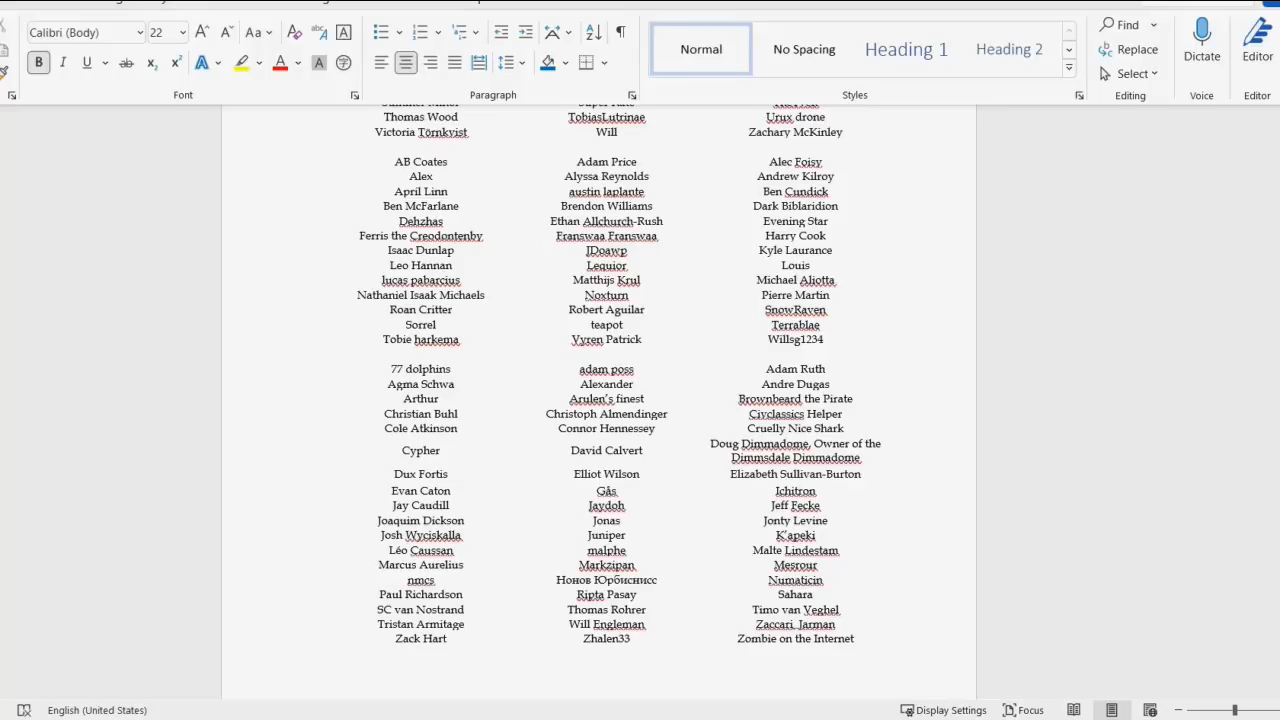 Calibri (Body) 22 Aa A Find
B I U ab x x A A A Normal No Spacing Heading 1 Heading 2 Replace Dictate Editor
Select
Font Paragraph Styles Editing Voice Editor
Thomas Wood TobiasLutrinae Urux drone
Victoria Törnkvist Will Zachary McKinley
AB Coates Adam Price Alec Foisy
Alex Alyssa Reynolds Andrew Kilroy
April Linn austin laplante Ben Cundick
Ben McFarlane Brendon Williams Dark Biblaridion
Dehzhas Ethan Allchurch-Rush Evening Star
Ferris the Creodontenby Franswaa Franswaa Harry Cook
Isaac Dunlap JDoawp Kyle Laurance
Leo Hannan Lequior Louis
lucas pabarcius Matthijs Krul Michael Aliotta
Nathaniel Isaak Michaels Noxturn Pierre Martin
Roan Critter Robert Aguilar SnowRaven
Sorrel teapot Terrablae
Tobie harkema Vyren Patrick Willsg1234
77 dolphins adam poss Adam Ruth
Agma Schwa Alexander Andre Dugas
Arthur Arulen’s finest Brownbeard the Pirate
Christian Buhl Christoph Almendinger Civclassics Helper
Cole Atkinson Connor Hennessey Cruelly Nice Shark
Cypher David Calvert Doug Dimmadome, Owner of the
Dimmsdale Dimmadome
Dux Fortis Elliot Wilson Elizabeth Sullivan-Burton
Evan Caton Gås Ichitron
Jay Caudill Jaydoh Jeff Fecke
Joaquim Dickson Jonas Jonty Levine
Josh Wyciskalla Juniper K’apeki
Léo Caussan malphe Malte Lindestam
Marcus Aurelius Markzipan Mesrour
nmcs Нонов Юрбиснисс Numaticin
Paul Richardson Ripta Pasay Sahara
SC van Nostrand Thomas Rohrer Timo van Veghel
Tristan Armitage Will Engleman Zaccari, Jarman
Zack Hart Zhalen33 Zombie on the Internet
English (United States) Display Settings Focus